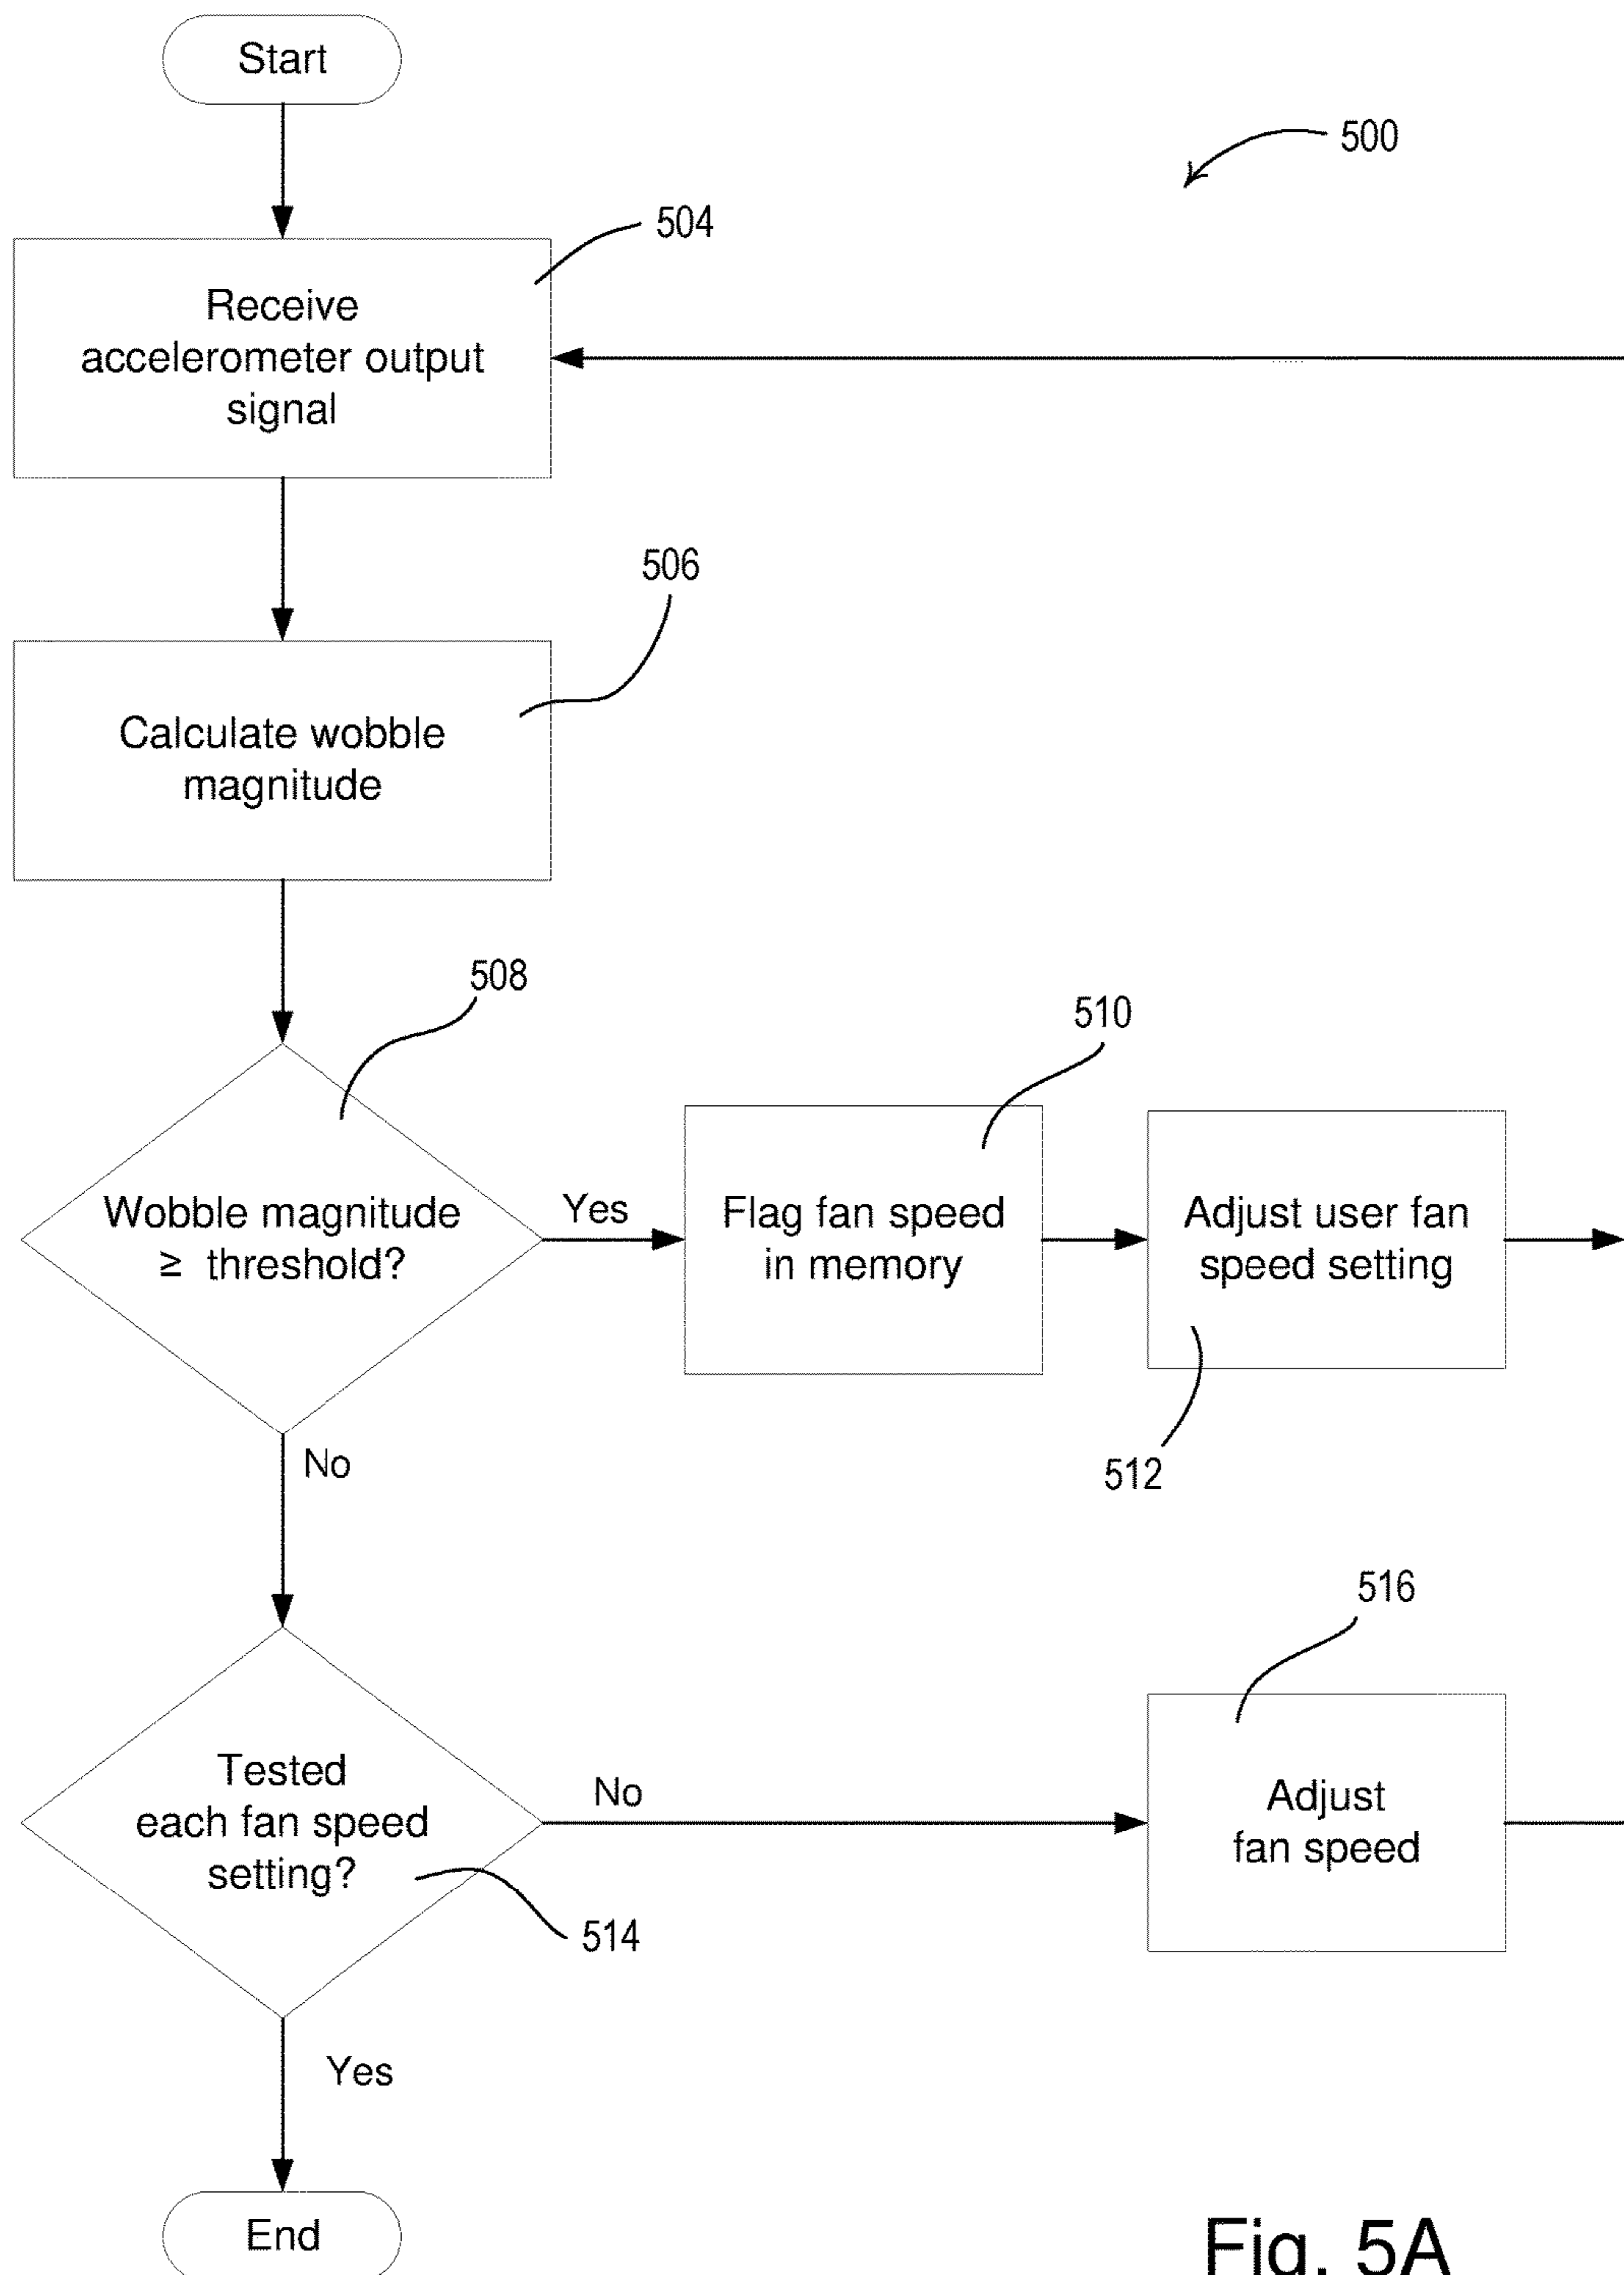 Start
500
504
Receive
accelerometer output
signal
506
Calculate wobble
magnitude
508
510
Wobble magnitude
≥ threshold?
Yes
Flag fan speed
in memory
Adjust user fan
speed setting
No
512
516
Tested
each fan speed
setting?
No
Adjust
fan speed
514
Yes
End
Fig. 5A